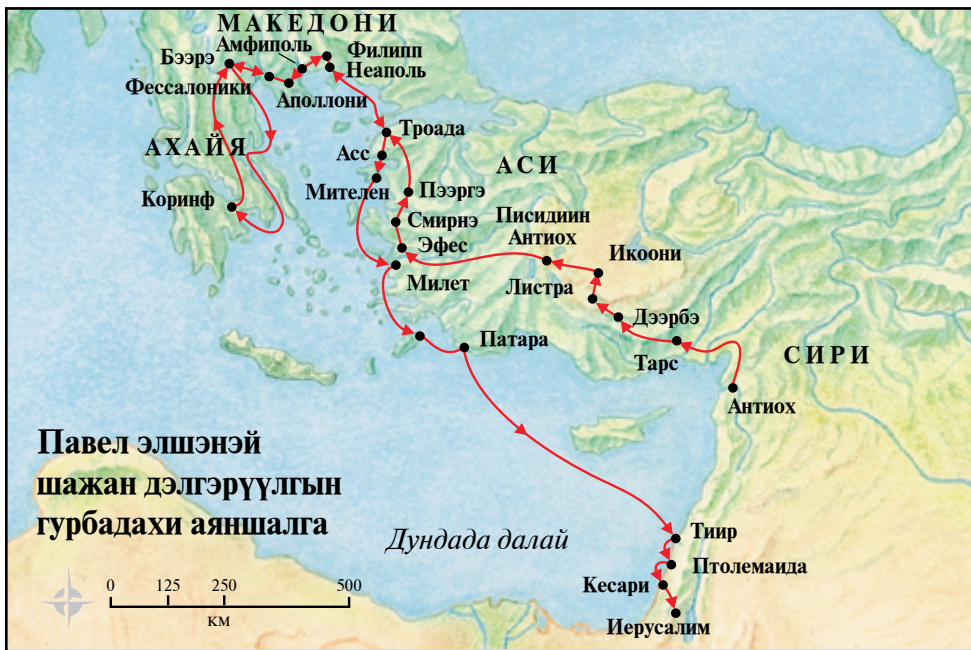 МАКЕДОНИ
Амфиполь
Филипп
Бээрэ
Неаполь
Фессалоники
Аполлони
Троада
АХАЙЯ
Асс
АСИ
Мителен
Пээргэ
Коринф
Смирнэ
Писидиин
Антиох
Эфес
Икоони
Милет
Листра
Дээрбэ
Патара
Тарс
СИРИ
Антиох
Павел элшэнэй
шажан дэлгэрүүлгын
гурбадахи аяншалга
Дундада далай
Тиир
Птолемаида
Кесари
Иерусалим
0 125 250 500
км